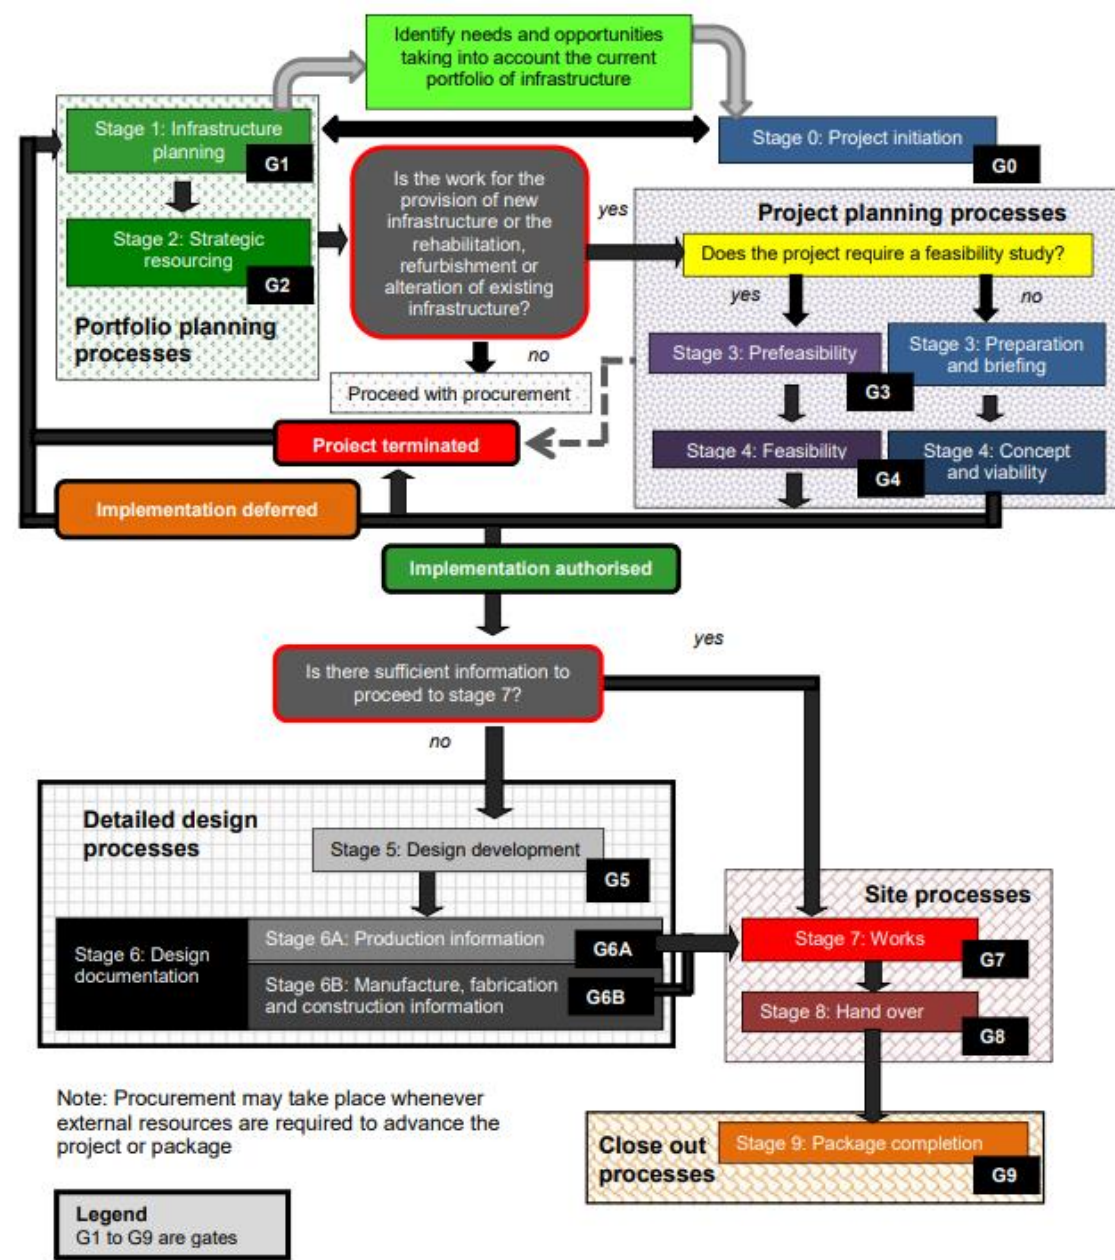 Identify needs and opportunities
taking into account the current
portfolio of infrastructure
Stage 1: Infrastructure
planning
G1
Stage 0: Project initiation
G0
Is the work for the
provision of new
infrastructure or the
rehabilitation,
refurbishment or
alteration of existing
infrastructure?
yes
no
Stage 2: Strategic
resourcing
G2
Portfolio planning
processes
Proceed with procurement
Project planning processes
Does the project require a feasibility study?
yes
no
Stage 3: Prefeasibility
Stage 3: Preparation
and briefing
G3
Stage 4: Feasibility
Stage 4: Concept
and viability
G4
Project terminated
Implementation deferred
Implementation authorised
Is there sufficient information to
proceed to stage 7?
yes
no
Detailed design
processes
Stage 5: Design development
G5
Stage 6: Design
documentation
Stage 6A: Production information
G6A
Stage 6B: Manufacture, fabrication
and construction information
G6B
Site processes
Stage 7: Works
G7
Stage 8: Hand over
G8
Note: Procurement may take place whenever
external resources are required to advance the
project or package
Close out
processes
Stage 9: Package completion
G9
Legend
G1 to G9 are gates